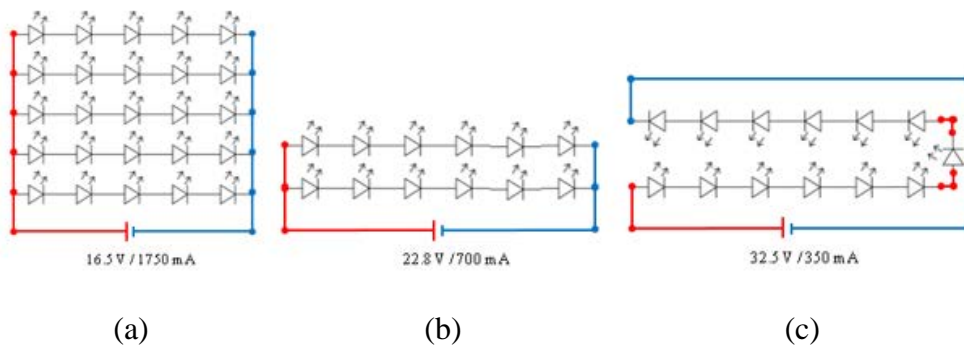 16.5 V / 1750 mA
22.8 V / 700 mA
32.5 V / 350 mA
(a)
(b)
(c)